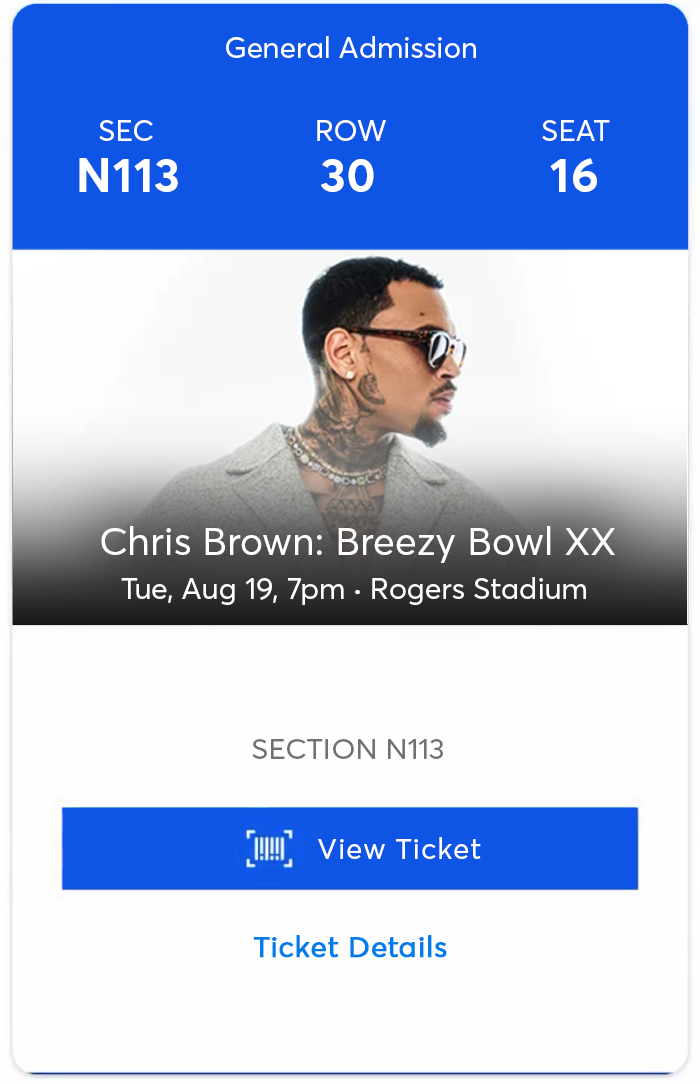 General Admission
SEC ROW SEAT
N113 30 16
Chris Brown: Breezy Bowl XX
Tue, Aug 19, 7pm • Rogers Stadium
SECTION N113
View Ticket
Ticket Details